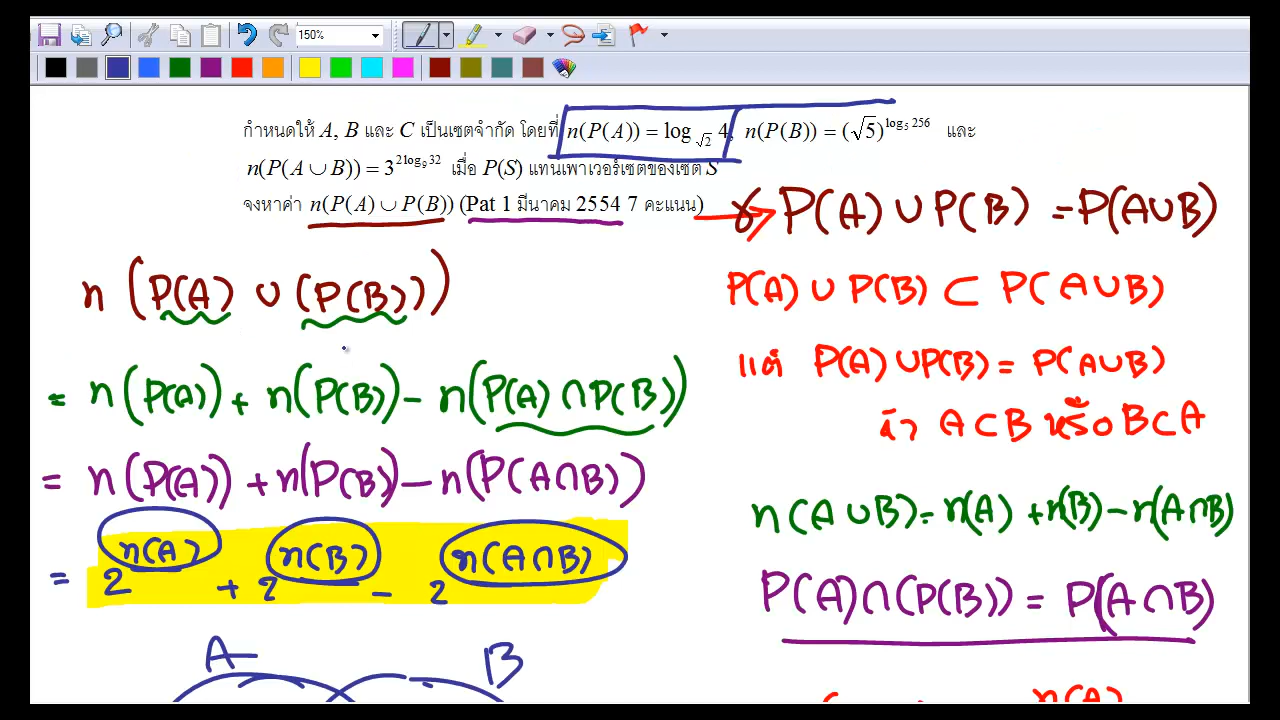 150%
กำหนดให้ A, B และ C เป็นเซตจำกัด โดยที่ n(P(A)) = log_{√2} 4, n(P(B)) = (√5)^{log_5 256} และ
n(P(A ∪ B)) = 3^{2log_9 32} เมื่อ P(S) แทนเพาเวอร์เซตของเซต S
จงหาค่า n(P(A) ∪ P(B)) (Pat 1 มีนาคม 2554 7 คะแนน)
n(P(A) ∪ (P(B)))
= n(P(A)) + n(P(B)) − n(P(A) ∩ P(B))
= n(P(A)) + n(P(B)) − n(P(A∩B))
= 2^{n(A)} + 2^{n(B)} − 2^{n(A∩B)}
A B
P(A) ∪ P(B) = P(A∪B)
P(A) ∪ P(B) ⊂ P(A∪B)
แต่ P(A) ∪ P(B) = P(A∪B)
ถ้า A⊂B หรือ B⊂A
n(A∪B) = n(A) + n(B) − n(A∩B)
P(A)∩(P(B)) = P(A∩B)
n(A)